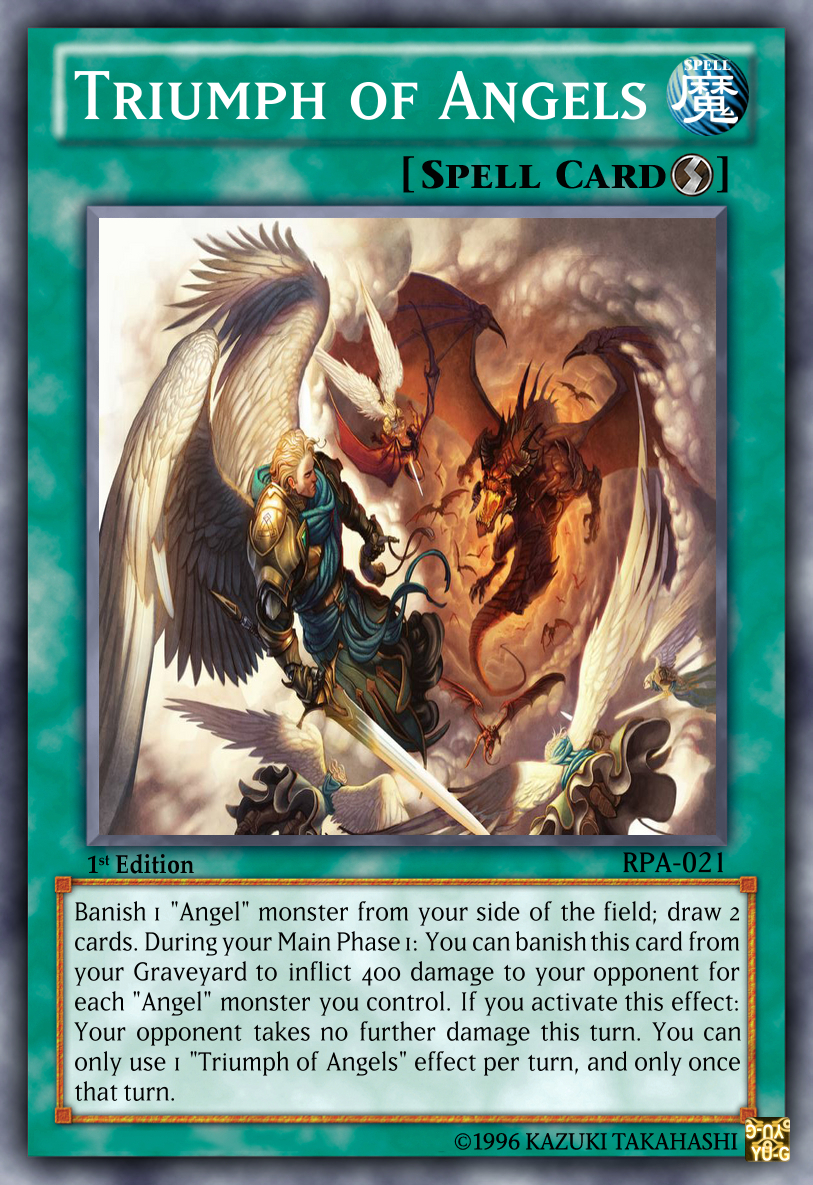 Triumph of Angels
SPELL
魔
[Spell Card]
1st Edition
RPA-021
Banish 1 "Angel" monster from your side of the field; draw 2
cards. During your Main Phase 1: You can banish this card from
your Graveyard to inflict 400 damage to your opponent for
each "Angel" monster you control. If you activate this effect:
Your opponent takes no further damage this turn. You can
only use 1 "Triumph of Angels" effect per turn, and only once
that turn.
©1996 KAZUKI TAKAHASHI